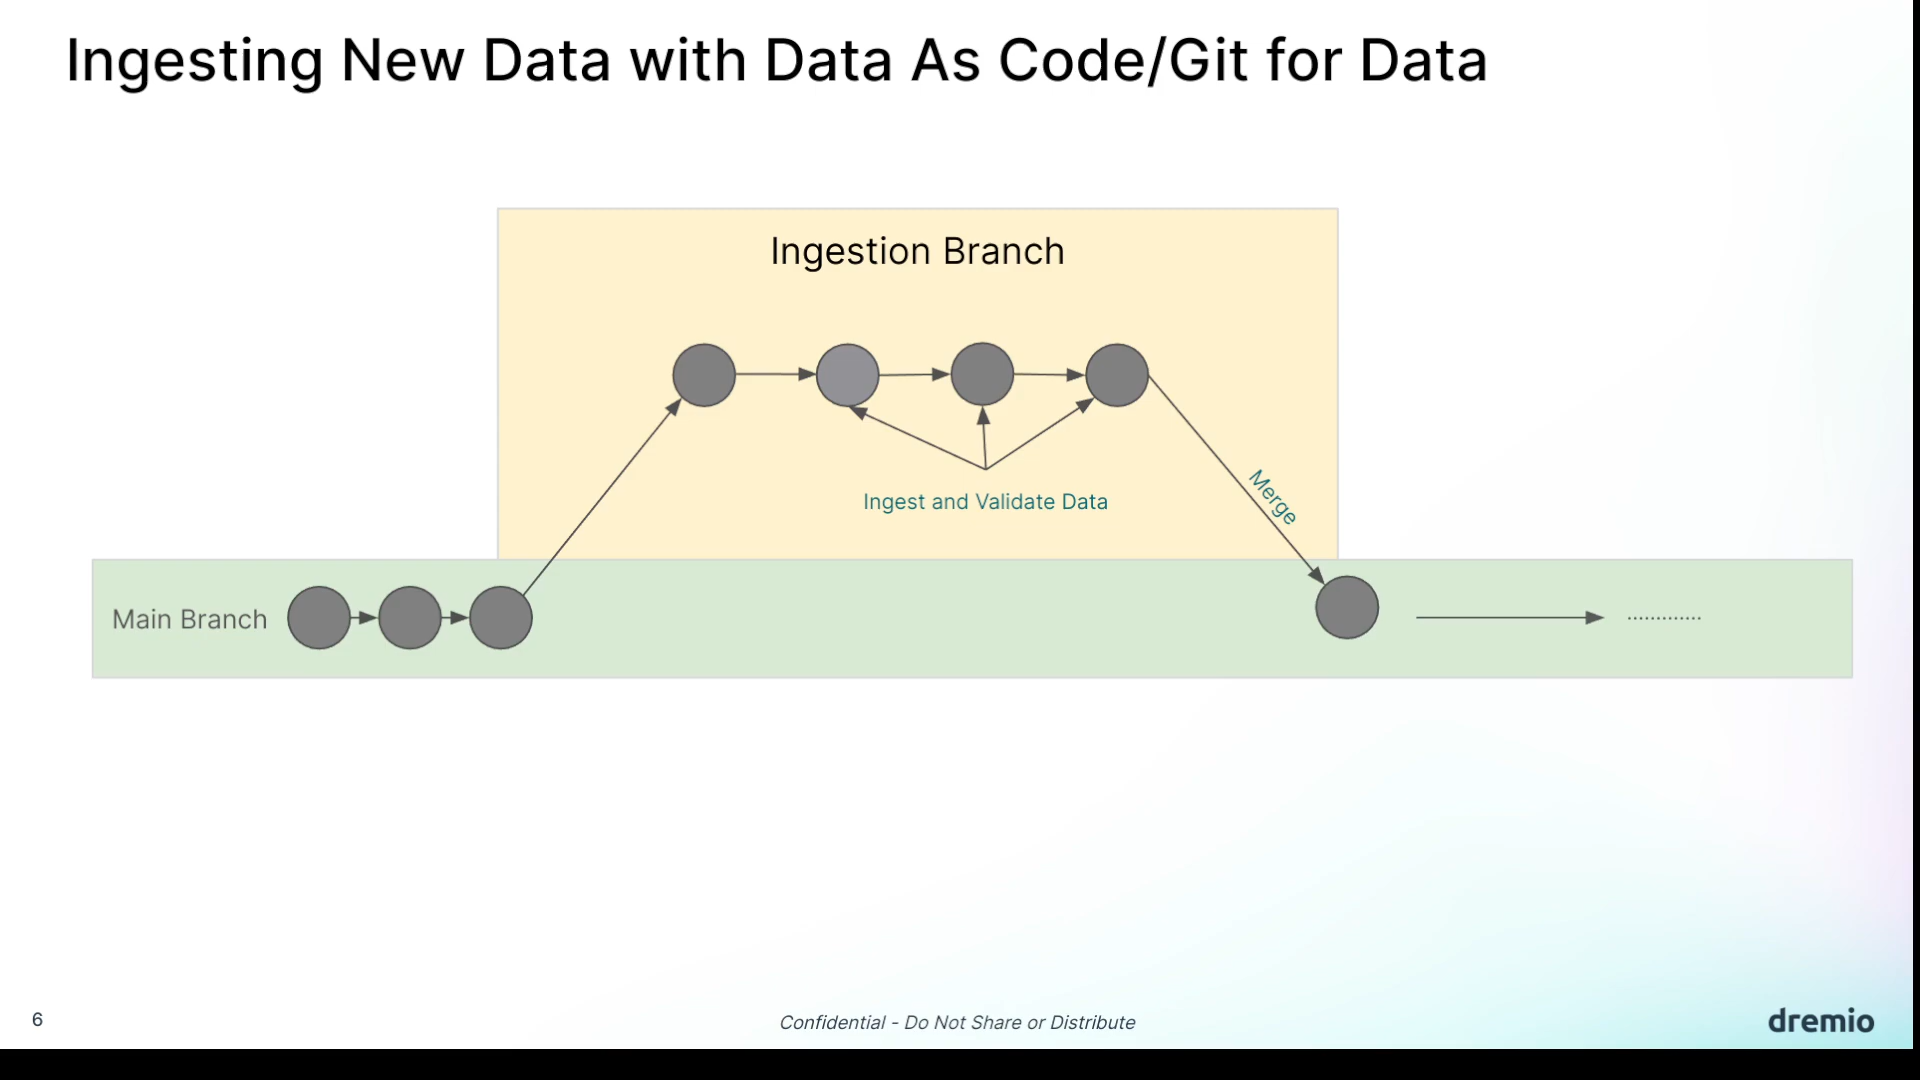 Ingesting New Data with Data As Code/Git for Data
Ingestion Branch
Ingest and Validate Data
Merge
Main Branch
.............
6
Confidential - Do Not Share or Distribute
dremio